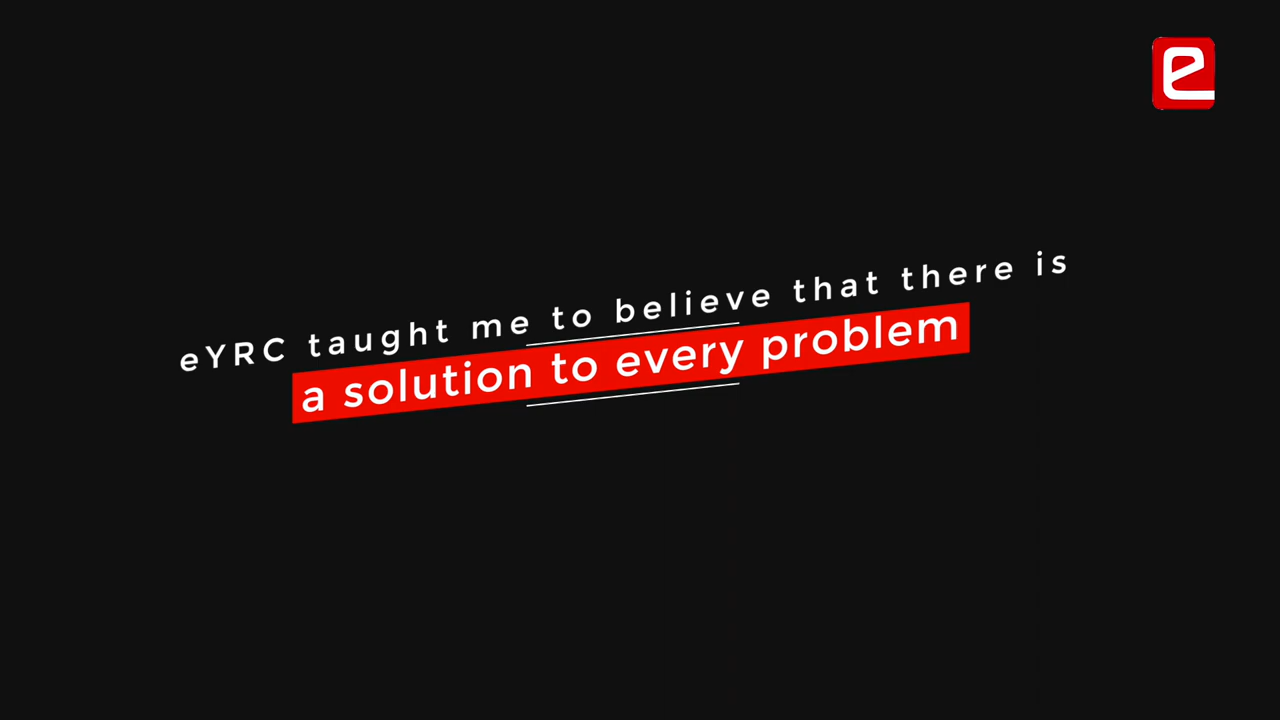 e
eYRC taught me to believe that there is
a solution to every problem